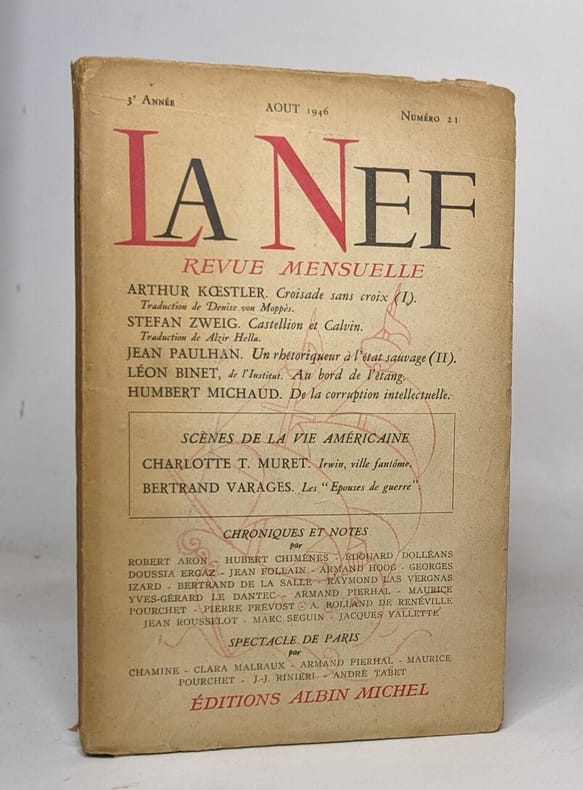 3e Année
AOUT 1946
Numéro 21
LA NEF
REVUE MENSUELLE
ARTHUR KŒSTLER. Croisade sans croix (I).
Traduction de Denise von Moppès.
STEFAN ZWEIG. Castellion et Calvin.
Traduction de Alzir Hella.
JEAN PAULHAN. Un rhétoriqueur à l'état sauvage (II).
LÉON BINET, de l'Institut. Au bord de l'étang.
HUMBERT MICHAUD. De la corruption intellectuelle.
SCÈNES DE LA VIE AMÉRICAINE
CHARLOTTE T. MURET. Irwin, ville fantôme.
BERTRAND VARAGES. Les "Epouses de guerre"
CHRONIQUES ET NOTES
par
ROBERT ARON - HUBERT CHIMÈNES - EDOUARD DOLLÉANS
DOUSSIA ERGAZ - JEAN FOLLAIN - ARMAND HOOG - GEORGES
IZARD - BERTRAND DE LA SALLE - RAYMOND LAS VERGNAS
YVES-GÉRARD LE DANTEC - ARMAND PIERHAL - MAURICE
POURCHET - PIERRE PRÉVOST - A. ROLLAND DE RENÉVILLE
JEAN ROUSSELOT - MARC SEGUIN - JACQUES VALLETTE
SPECTACLE DE PARIS
par
CHAMINE - CLARA MALRAUX - ARMAND PIERHAL - MAURICE
POURCHET - J.-J. RINIERI - ANDRÉ TABET
ÉDITIONS ALBIN MICHEL